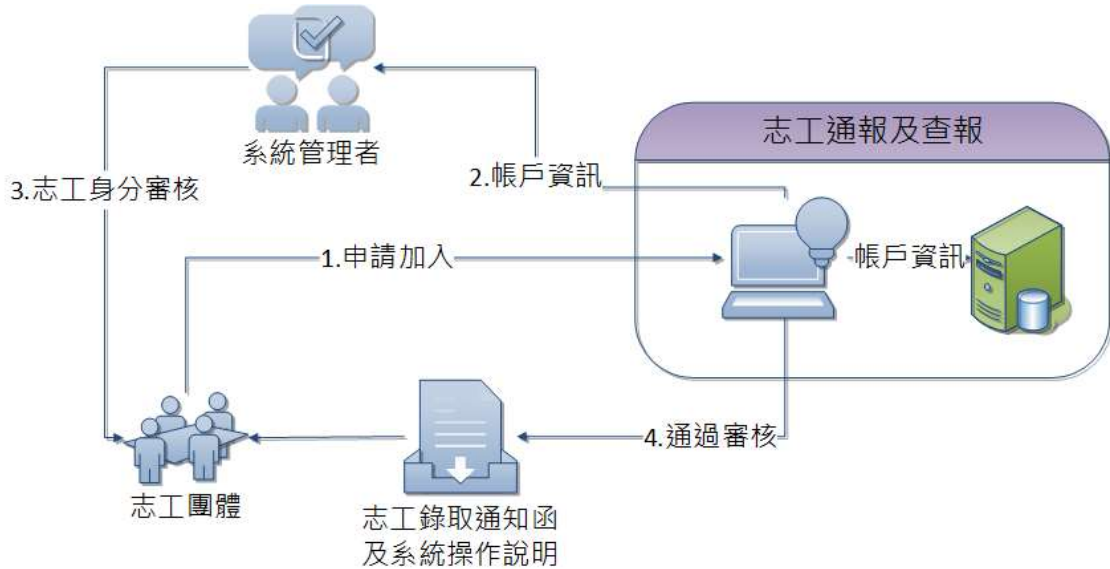 系統管理者
志工通報及查報
2.帳戶資訊
3.志工身分審核
1.申請加入
帳戶資訊
4.通過審核
志工團體
志工錄取通知函
及系統操作說明